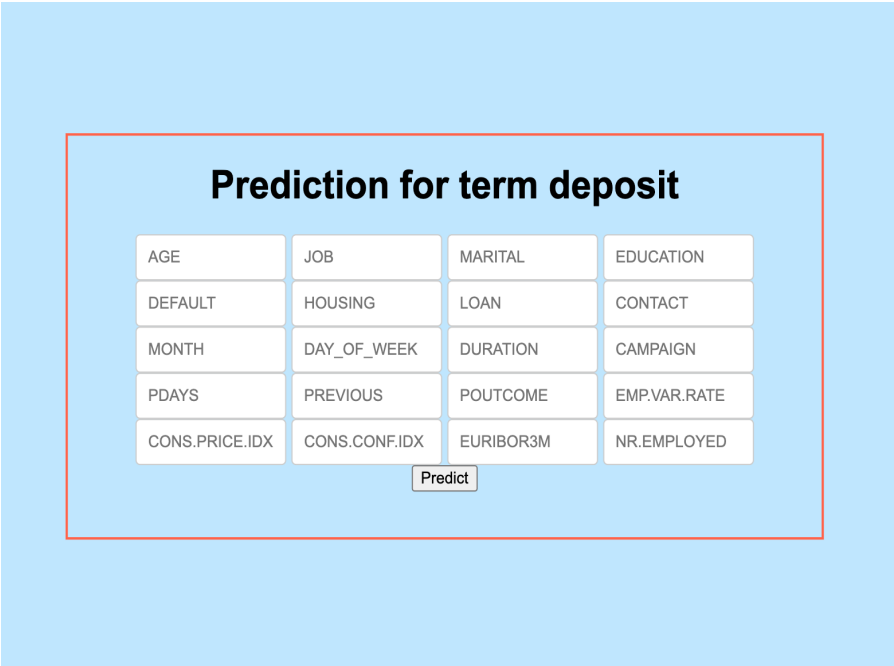 Prediction for term deposit
AGE JOB MARITAL EDUCATION
DEFAULT HOUSING LOAN CONTACT
MONTH DAY_OF_WEEK DURATION CAMPAIGN
PDAYS PREVIOUS POUTCOME EMP.VAR.RATE
CONS.PRICE.IDX CONS.CONF.IDX EURIBOR3M NR.EMPLOYED
Predict